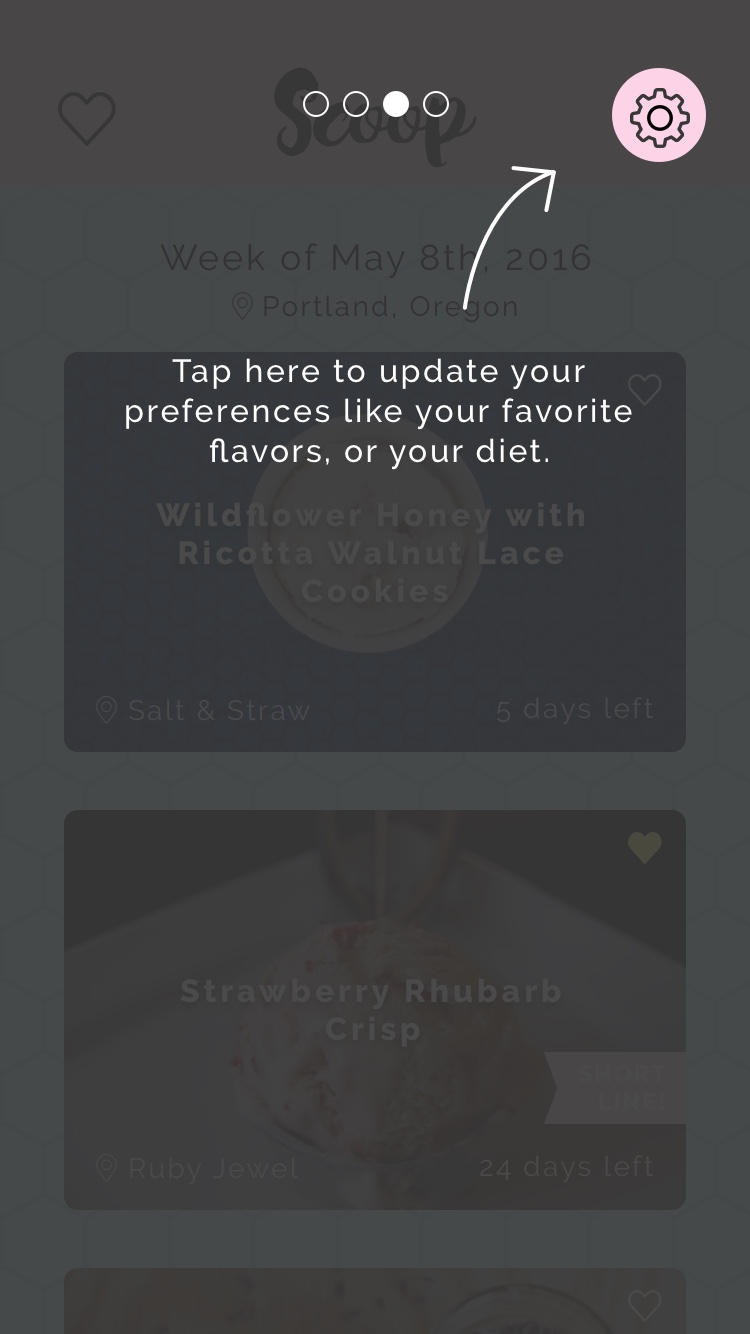 Scoop
Week of May 8th, 2016
Portland, Oregon
Tap here to update your
preferences like your favorite
flavors, or your diet.
Wildflower Honey with
Ricotta Walnut Lace
Cookies
Salt & Straw
5 days left
Strawberry Rhubarb
Crisp
SHORT
LINE!
Ruby Jewel
24 days left